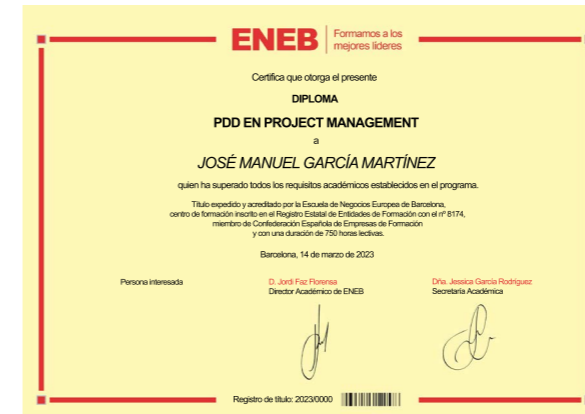 ENEB
Formamos a los
mejores líderes
Certifica que otorga el presente
DIPLOMA
PDD EN PROJECT MANAGEMENT
a
JOSÉ MANUEL GARCÍA MARTÍNEZ
quien ha superado todos los requisitos académicos establecidos en el programa.
Título expedido y acreditado por la Escuela de Negocios Europea de Barcelona,
centro de formación inscrito en el Registro Estatal de Entidades de Formación con el nº 8174,
miembro de Confederación Española de Empresas de Formación
y con una duración de 750 horas lectivas.
Barcelona, 14 de marzo de 2023
Persona interesada
D. Jordi Faz Florensa
Director Académico de ENEB
Dña. Jessica García Rodríguez
Secretaría Académica
Registro de título: 2023/0000